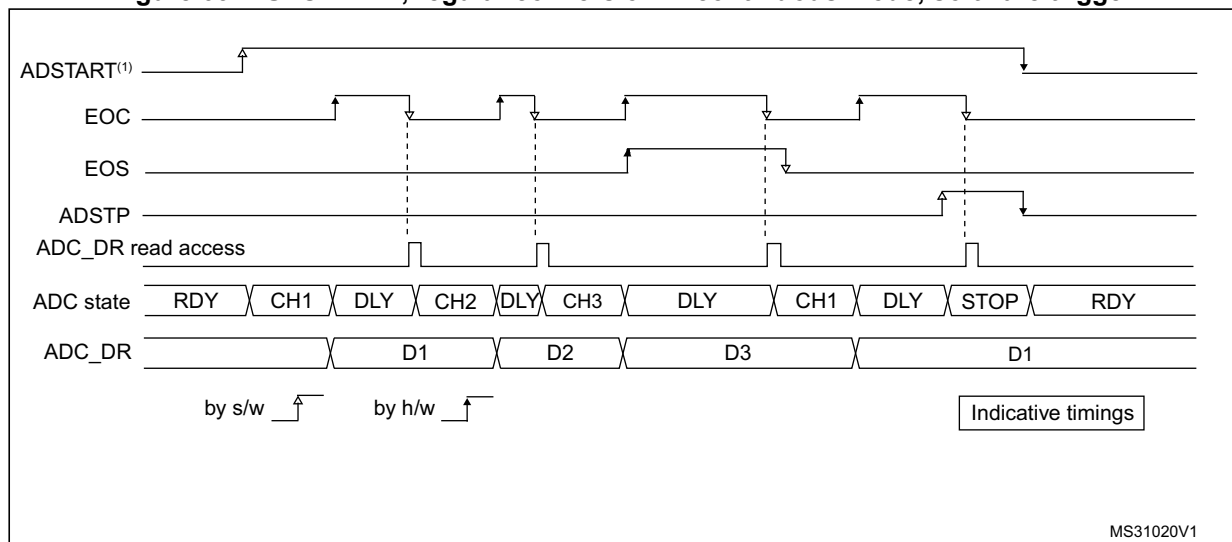 ADSTART(1)
EOC
EOS
ADSTP
ADC_DR read access
ADC state RDY CH1 DLY CH2 DLY CH3 DLY CH1 DLY STOP RDY
ADC_DR D1 D2 D3 D1
by s/w by h/w Indicative timings
MS31020V1